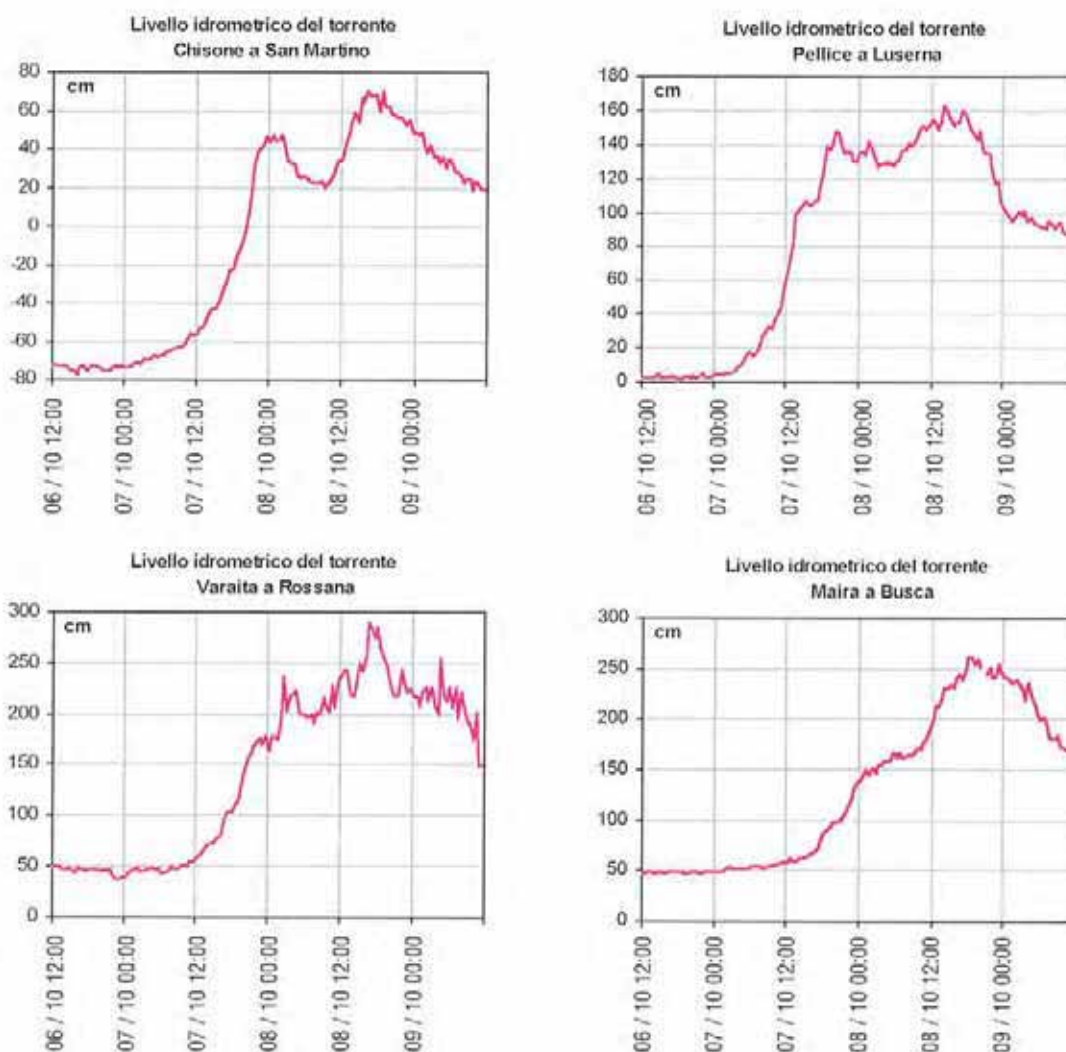 Livello idrometrico del torrente
Chisone a San Martino
cm
80
60
40
20
0
-20
-40
-60
-80
06 / 10 12:00
07 / 10 00:00
07 / 10 12:00
08 / 10 00:00
08 / 10 12:00
09 / 10 00:00
Livello idrometrico del torrente
Pellice a Luserna
cm
180
160
140
120
100
80
60
40
20
0
06 / 10 12:00
07 / 10 00:00
07 / 10 12:00
08 / 10 00:00
08 / 10 12:00
09 / 10 00:00
Livello idrometrico del torrente
Varaita a Rossana
cm
300
250
200
150
100
50
0
06 / 10 12:00
07 / 10 00:00
07 / 10 12:00
08 / 10 00:00
08 / 10 12:00
09 / 10 00:00
Livello idrometrico del torrente
Maira a Busca
cm
300
250
200
150
100
50
0
06 / 10 12:00
07 / 10 00:00
07 / 10 12:00
08 / 10 00:00
08 / 10 12:00
09 / 10 00:00